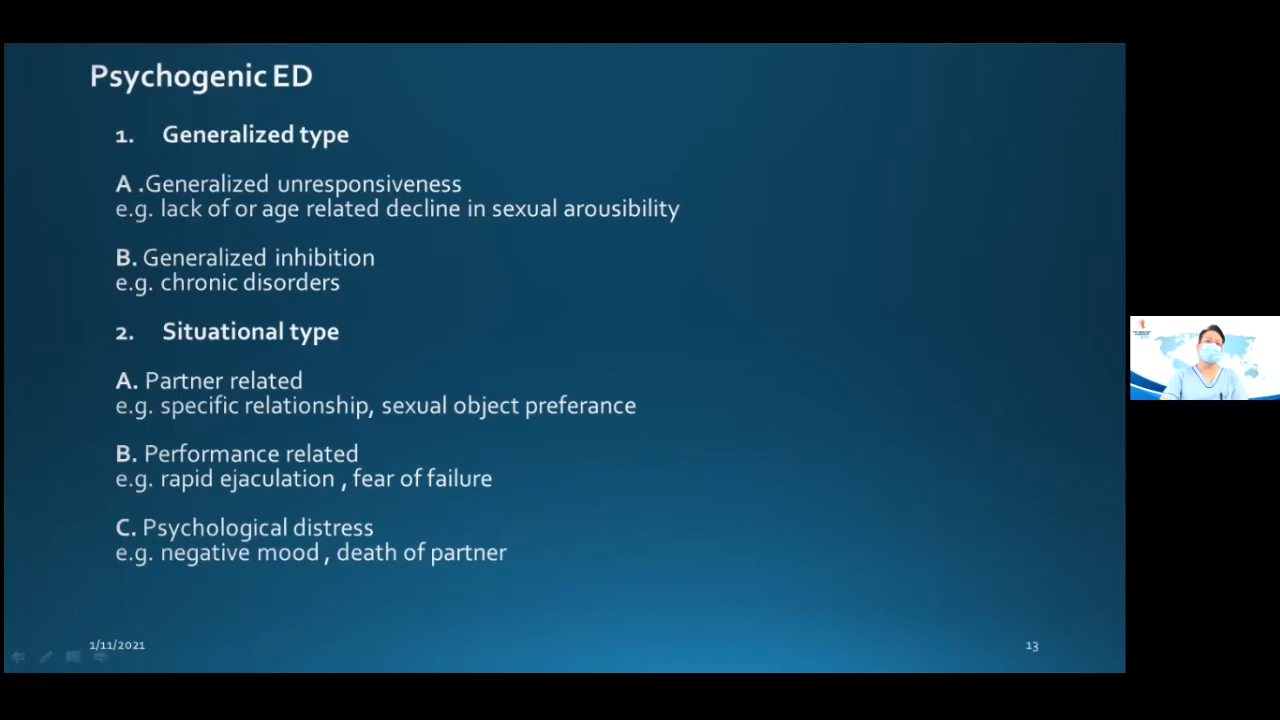 Psychogenic ED
1. Generalized type
A .Generalized unresponsiveness
e.g. lack of or age related decline in sexual arousibility
B. Generalized inhibition
e.g. chronic disorders
2. Situational type
A. Partner related
e.g. specific relationship, sexual object preferance
B. Performance related
e.g. rapid ejaculation , fear of failure
C. Psychological distress
e.g. negative mood , death of partner
1/11/2021
13